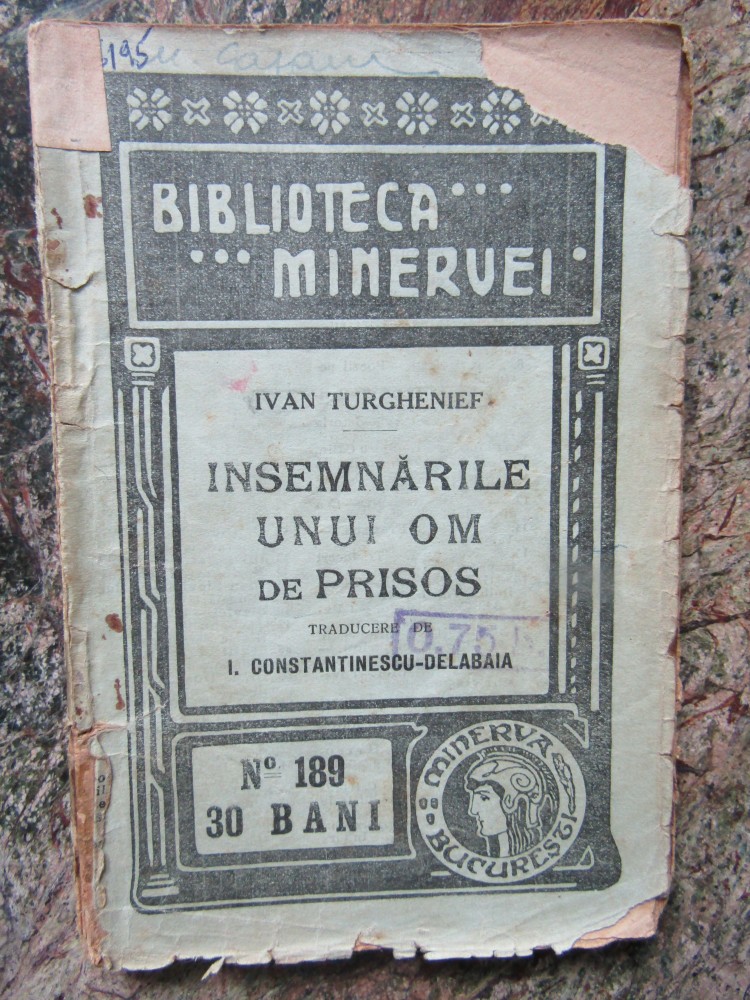 195
BIBLIOTECA
MINERVEI
IVAN TURGHENIEF
INSEMNĂRILE
UNUI OM
DE PRISOS
TRADUCERE DE
0.75
I. CONSTANTINESCU-DELABAIA
Nº 189
30 BANI
MINERVA
BUCUREȘTI